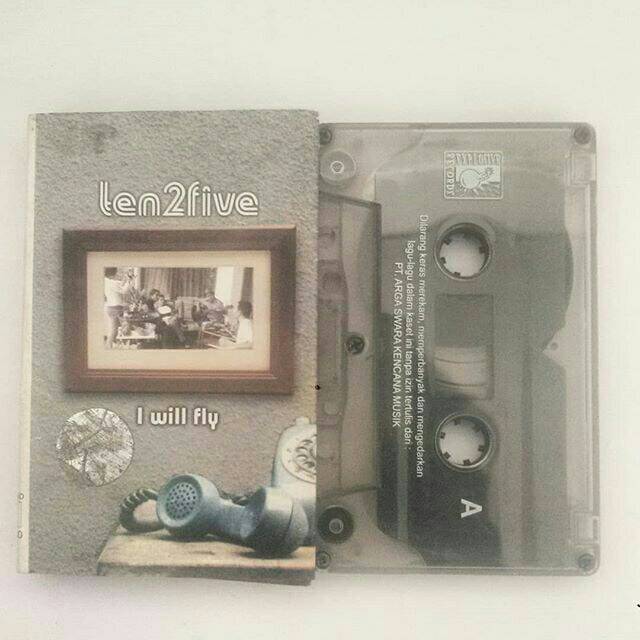 ten2five
I will fly
Dilarang keras merekam, memperbanyak dan mengedarkan
lagu-lagu dalam kaset ini tanpa izin tertulis dari :
PT. ARGA SWARA KENCANA MUSIK
A